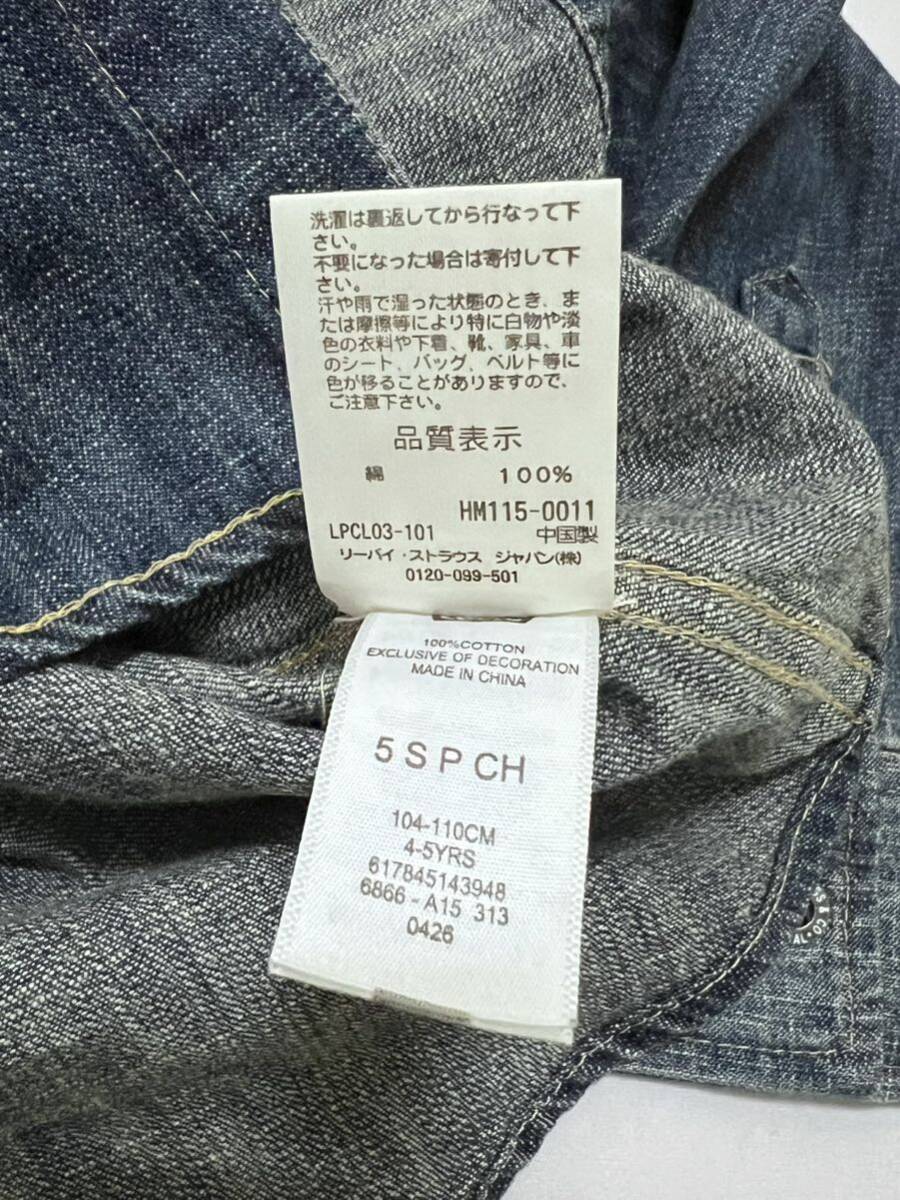 洗濯は裏返してから行なって下
さい。
不要になった場合は寄付して下
さい。
汗や雨で湿った状態のとき、ま
たは摩擦等により特に白物や淡
色の衣料や下着、靴、家具、車
のシート、バッグ、ベルト等に
色が移ることがありますので、
ご注意下さい。
品質表示
綿 100%
HM115-0011
LPCL03-101 中国製
リーバイ・ストラウス ジャパン(株)
0120-099-501
100%COTTON
EXCLUSIVE OF DECORATION
MADE IN CHINA
5 S P CH
104-110CM
4-5YRS
617845143948
6866 - A15 313
0426
S & CO
AL